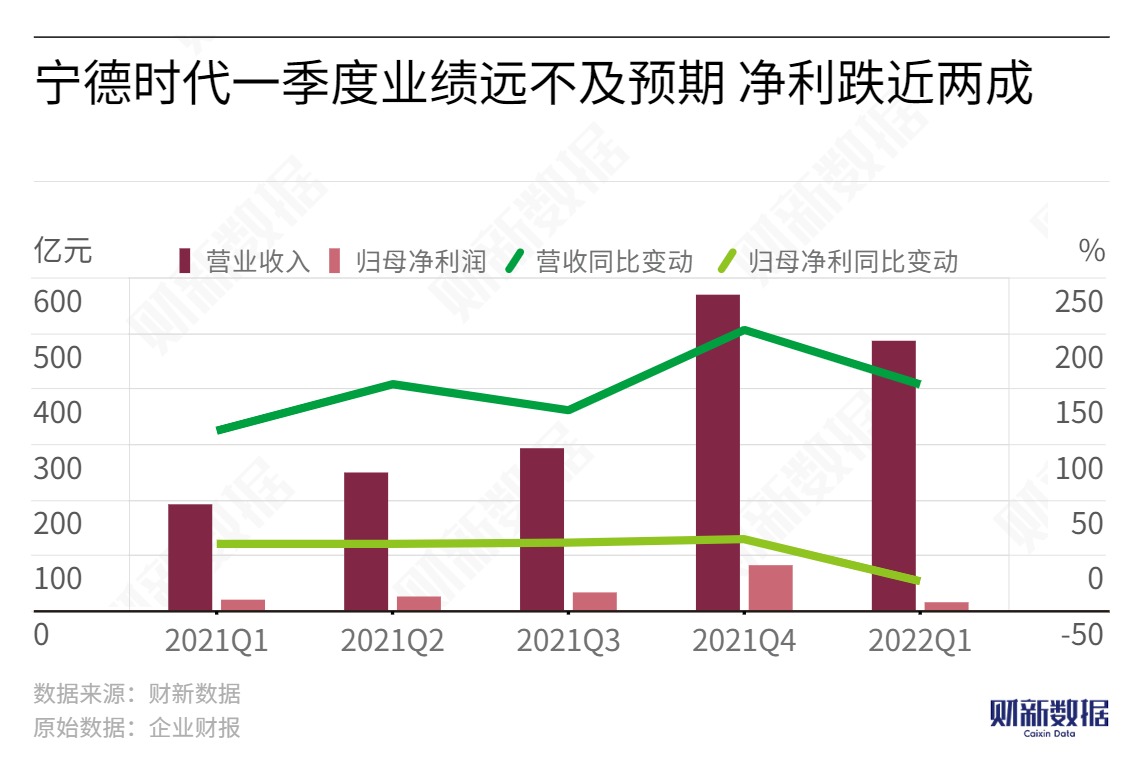 宁德时代一季度业绩远不及预期 净利跌近两成
亿元
营业收入 归母净利润 营收同比变动 归母净利同比变动
%
600 250
500 200
400 150
300 100
200 50
100 0
0 -50
2021Q1 2021Q2 2021Q3 2021Q4 2022Q1
数据来源：财新数据
原始数据：企业财报
财新数据
Caixin Data